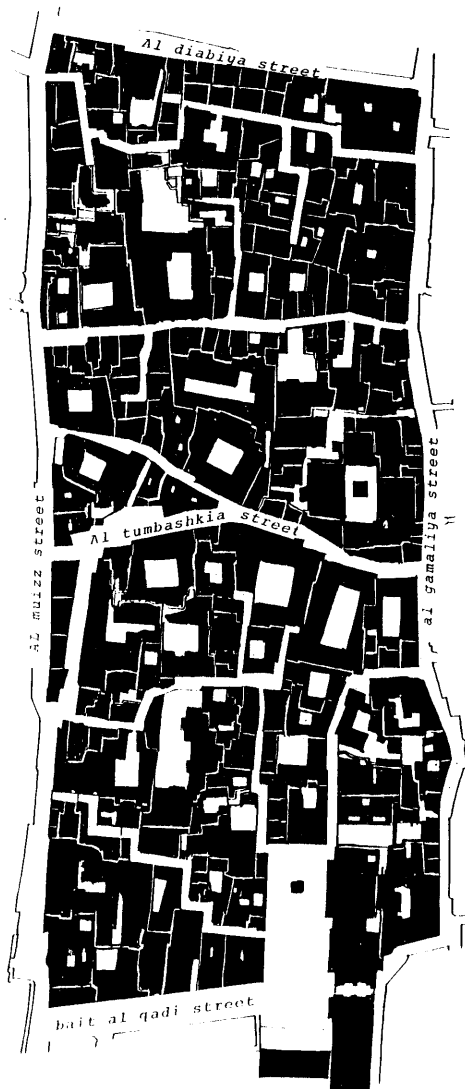 Al diabiya street
AL muizz street
al gamaliya street
Al tumbashkia street
bait al qadi street